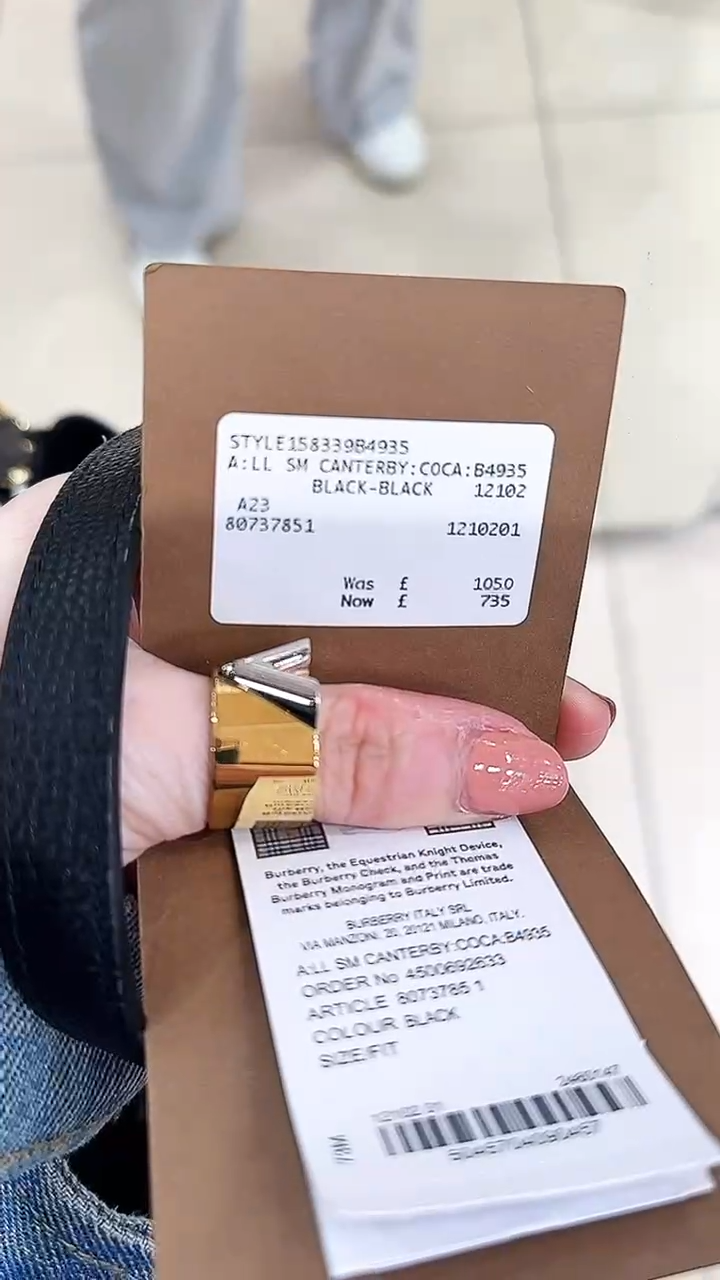 STYLE158339B4935
A:LL SM CANTERBY:COCA:B4935
BLACK-BLACK 12102
A23
80737851 1210201
Was £ 1050
Now £ 735
Burberry, the Equestrian Knight Device,
the Burberry Check, and the Thomas
Burberry Monogram and Print are trade
marks belonging to Burberry Limited.
BURBERRY ITALY SRL
VIA MANZONI, 20, 20121 MILANO, ITALY.
A:LL SM CANTERBY:COCA:B4935
ORDER No 4500692633
ARTICLE 8073785 1
COLOUR BLACK
SIZE/FIT